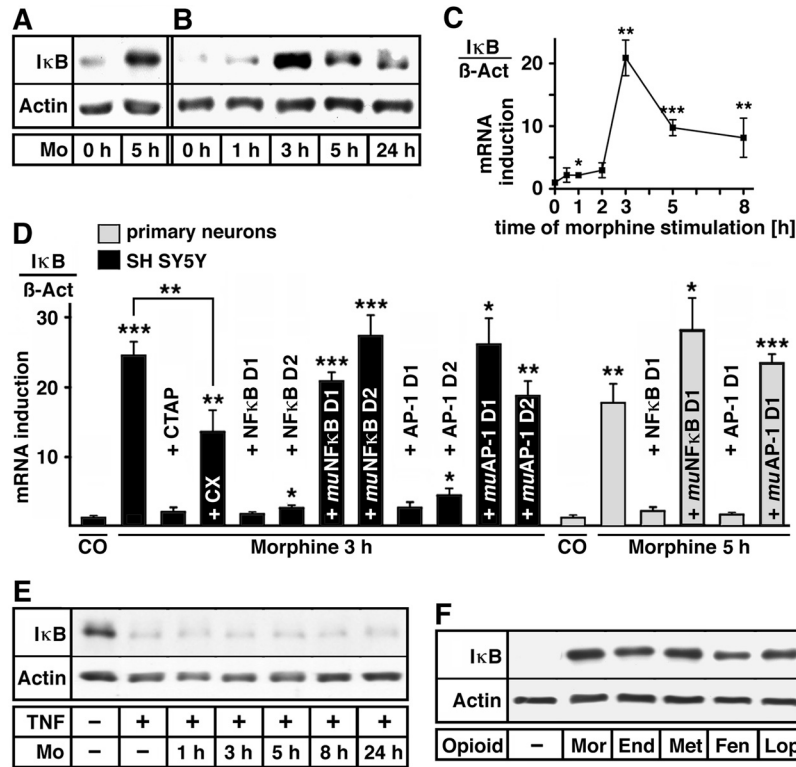 A
IκB
Actin
Mo 0 h 5 h
B
0 h 1 h 3 h 5 h 24 h
C
IκB
ß-Act
mRNA
induction
20
10
0
**
*
***
**
0 1 2 3 5 8
time of morphine stimulation [h]
D
primary neurons
SH SY5Y
IκB
ß-Act
mRNA induction
30
20
10
**
***
+ CTAP
**
+ CX
+ NFκB D1
+ NFκB D2
*
***
+ muNFκB D1
***
+ muNFκB D2
+ AP-1 D1
+ AP-1 D2
*
*
+ muAP-1 D1
**
+ muAP-1 D2
**
+ NFκB D1
*
+ muNFκB D1
+ AP-1 D1
***
+ muAP-1 D1
CO Morphine 3 h CO Morphine 5 h
E
IκB
Actin
TNF – + + + + + +
Mo – – 1 h 3 h 5 h 8 h 24 h
F
IκB
Actin
Opioid – Mor End Met Fen Lop